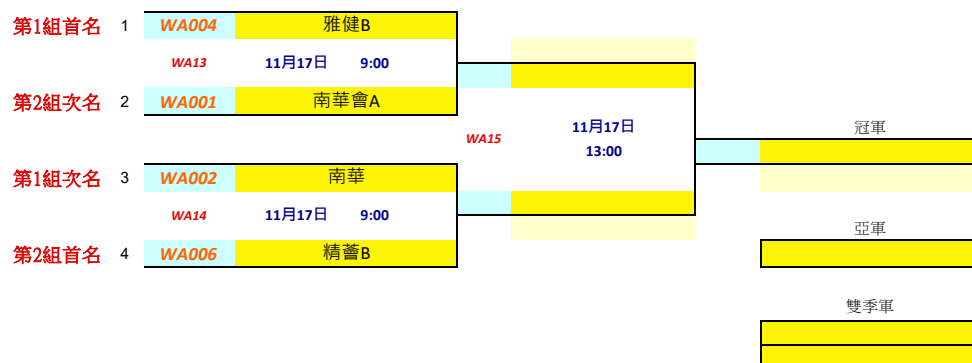 第1組首名 1 WA004 雅健B
WA13 11月17日 9:00
第2組次名 2 WA001 南華會A
WA15 11月17日
13:00
冠軍
第1組次名 3 WA002 南華
WA14 11月17日 9:00
第2組首名 4 WA006 精薈B
亞軍
雙季軍